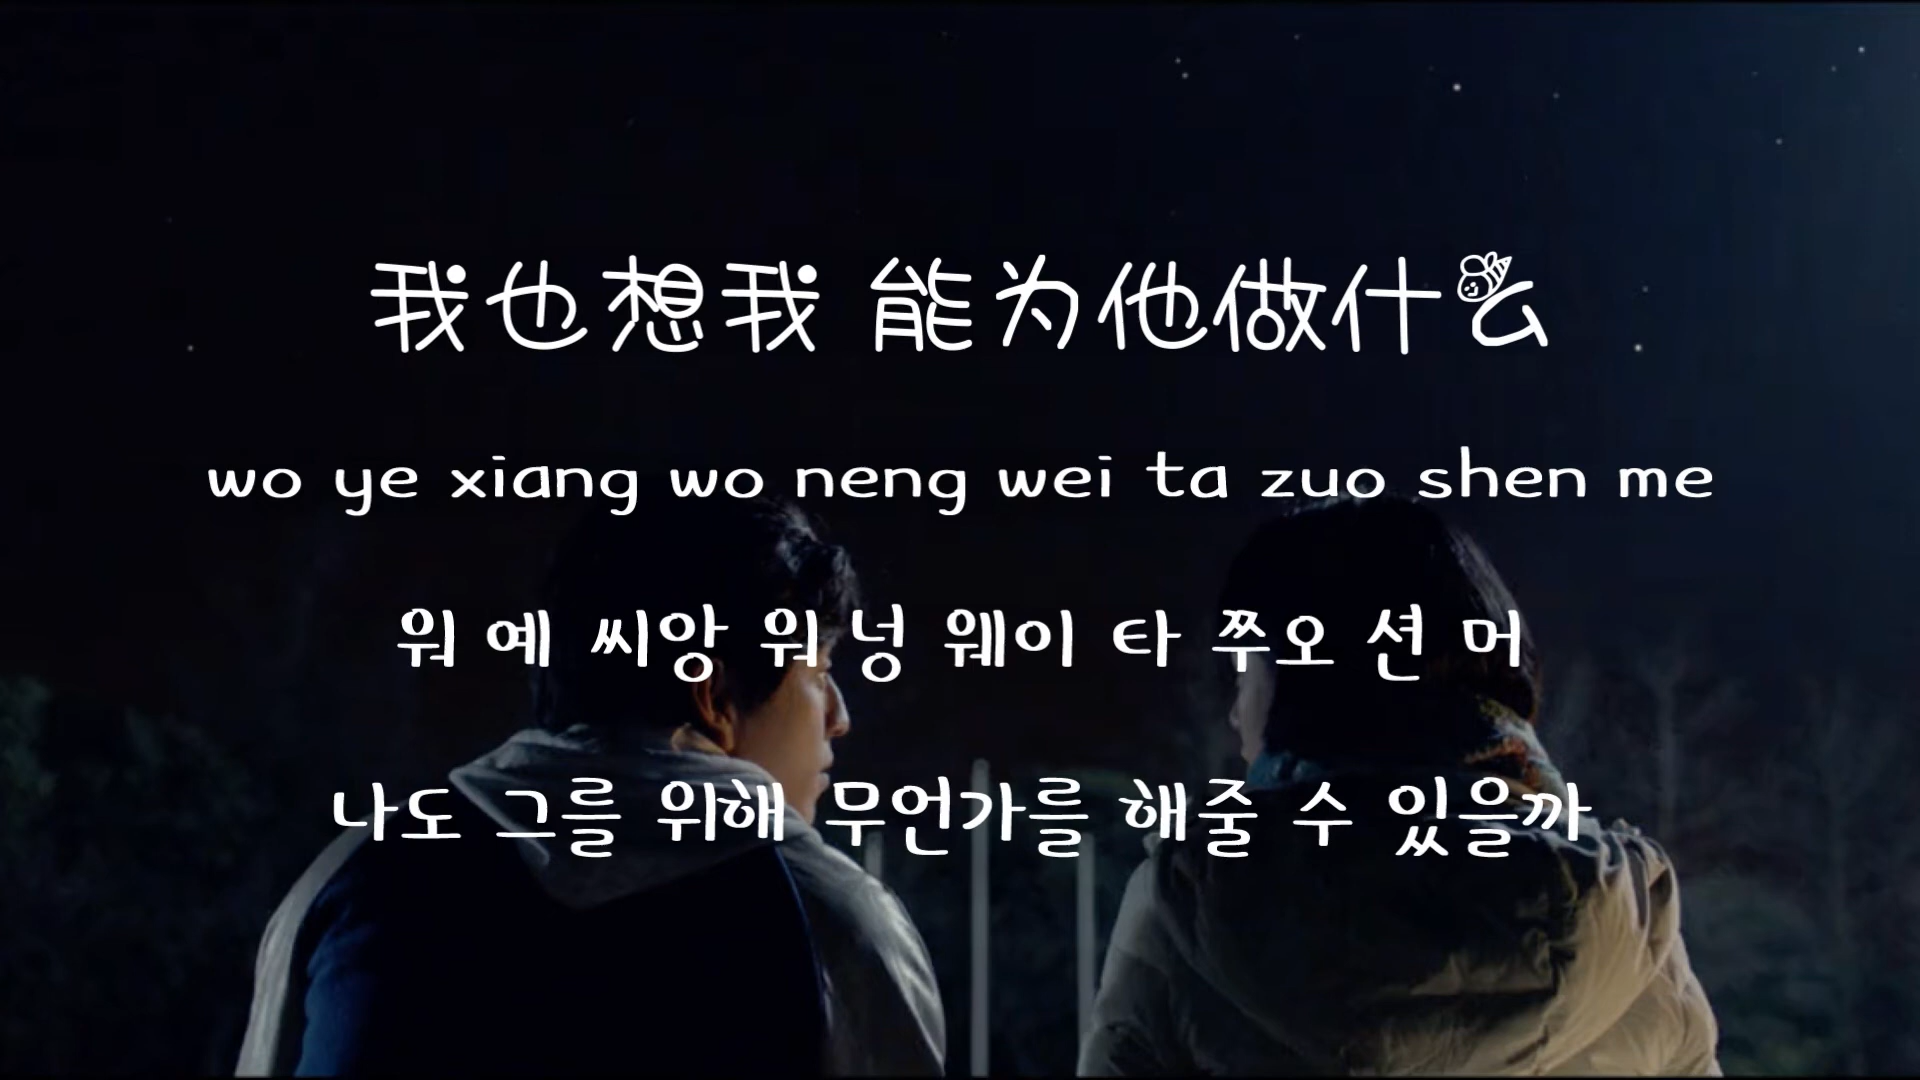 我也想我 能为他做什么
wo ye xiang wo neng wei ta zuo shen me
워 예 씨앙 워 넝 웨이 타 쭈오 션 머
나도 그를 위해 무언가를 해줄 수 있을까